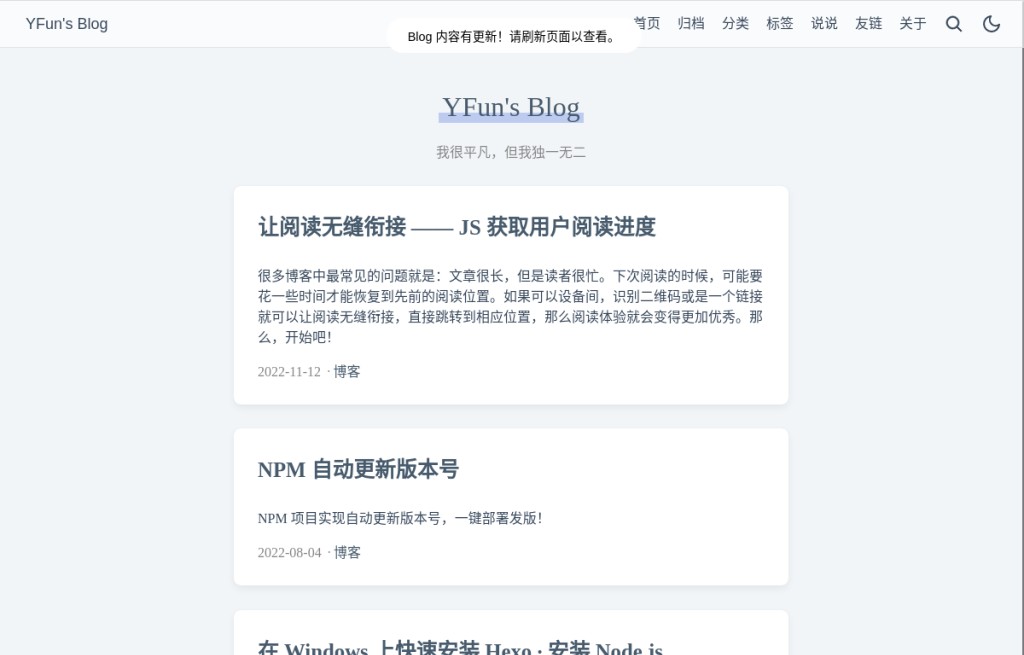 YFun's Blog
首页 归档 分类 标签 说说 友链 关于
Blog 内容有更新！请刷新页面以查看。
YFun's Blog
我很平凡，但我独一无二
让阅读无缝衔接 —— JS 获取用户阅读进度
很多博客中最常见的问题就是：文章很长，但是读者很忙。下次阅读的时候，可能要
花一些时间才能恢复到先前的阅读位置。如果可以设备间，识别二维码或是一个链接
就可以让阅读无缝衔接，直接跳转到相应位置，那么阅读体验就会变得更加优秀。那
么，开始吧！
2022-11-12 · 博客
NPM 自动更新版本号
NPM 项目实现自动更新版本号，一键部署发版！
2022-08-04 · 博客
在 Windows 上快速安装 Hexo · 安装 Node.js